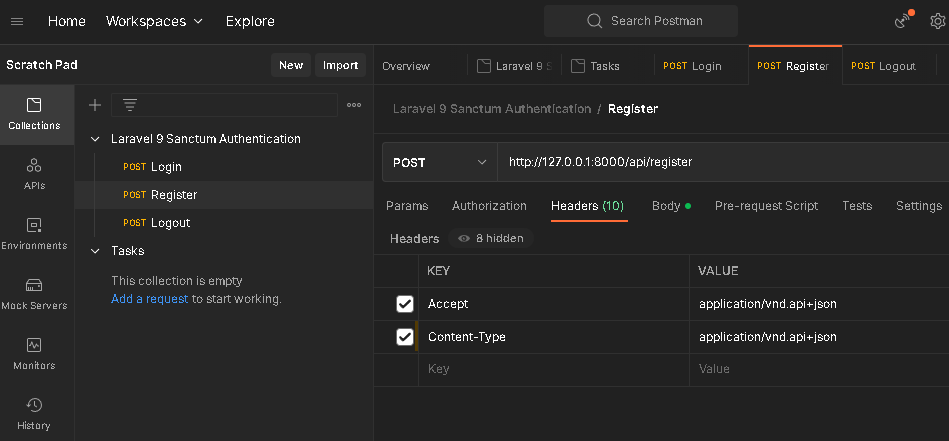 Home Workspaces Explore Search Postman
Scratch Pad New Import
Overview Laravel 9 S Tasks POST Login POST Register POST Logout
Collections
APIs
Environments
Mock Servers
Monitors
History
Laravel 9 Sanctum Authentication
POST Login
POST Register
POST Logout
Tasks
This collection is empty
Add a request to start working.
Laravel 9 Sanctum Authentication / Register
POST http://127.0.0.1:8000/api/register
Params Authorization Headers (10) Body Pre-request Script Tests Settings
Headers 8 hidden
KEY VALUE
Accept application/vnd.api+json
Content-Type application/vnd.api+json
Key Value